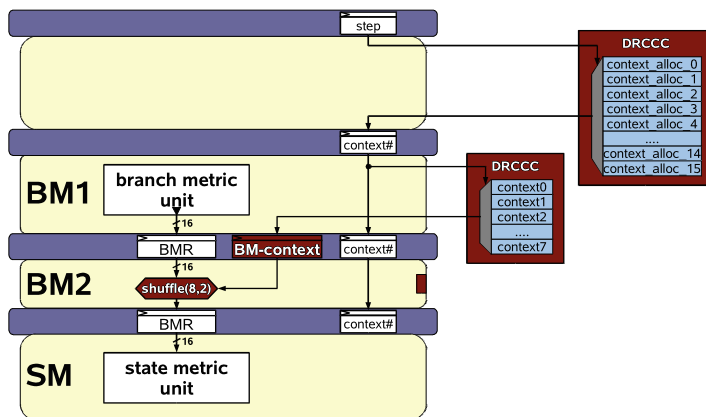 step
DRCCC
context_alloc_0
context_alloc_1
context_alloc_2
context_alloc_3
context_alloc_4
....
context_alloc_14
context_alloc_15
context#
BM1
branch metric
unit
16
DRCCC
context0
context1
context2
....
context7
BMR
BM-context
context#
BM2
16
shuffle(8,2)
BMR
context#
16
SM
state metric
unit